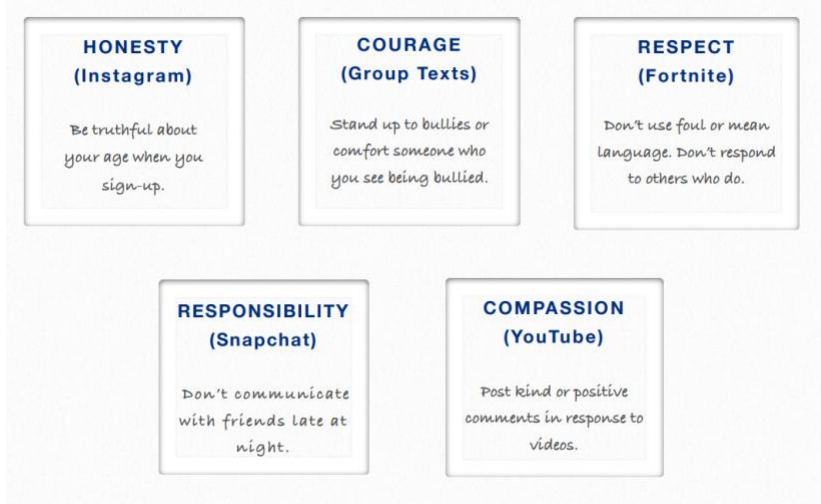 HONESTY
(Instagram)
Be truthful about
your age when you
sign-up.
COURAGE
(Group Texts)
Stand up to bullies or
comfort someone who
you see being bullied.
RESPECT
(Fortnite)
Don't use foul or mean
language. Don't respond
to others who do.
RESPONSIBILITY
(Snapchat)
Don't communicate
with friends late at
night.
COMPASSION
(YouTube)
Post kind or positive
comments in response to
videos.